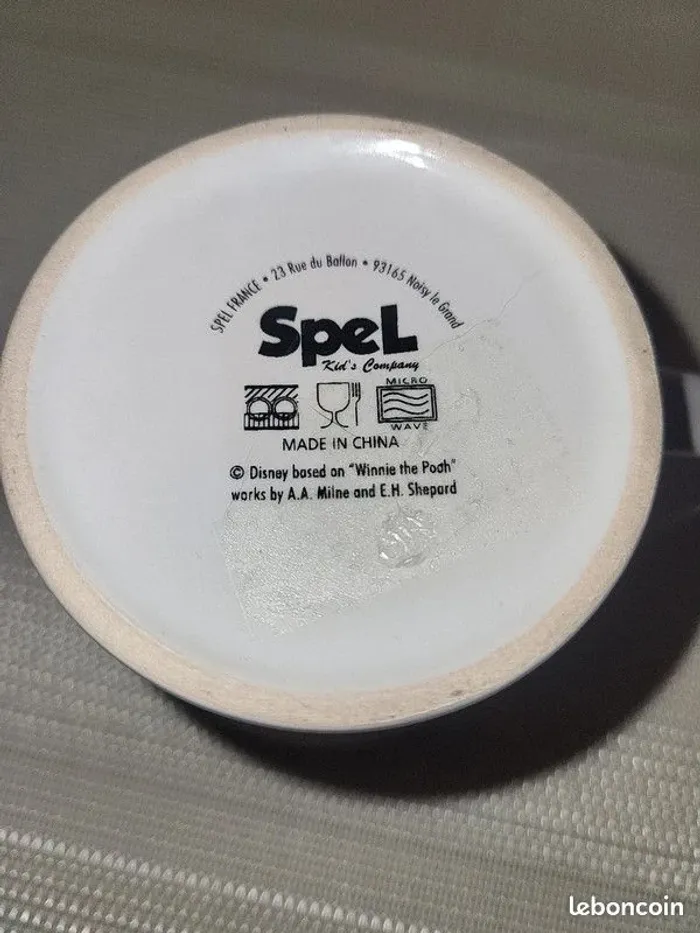 SPEL FRANCE • 23 Rue du Ballon • 93165 Noisy le Grand
SpeL
Kid's Company
MICRO
WAVE
MADE IN CHINA
© Disney based on "Winnie the Pooh"
works by A.A. Milne and E.H. Shepard
leboncoin